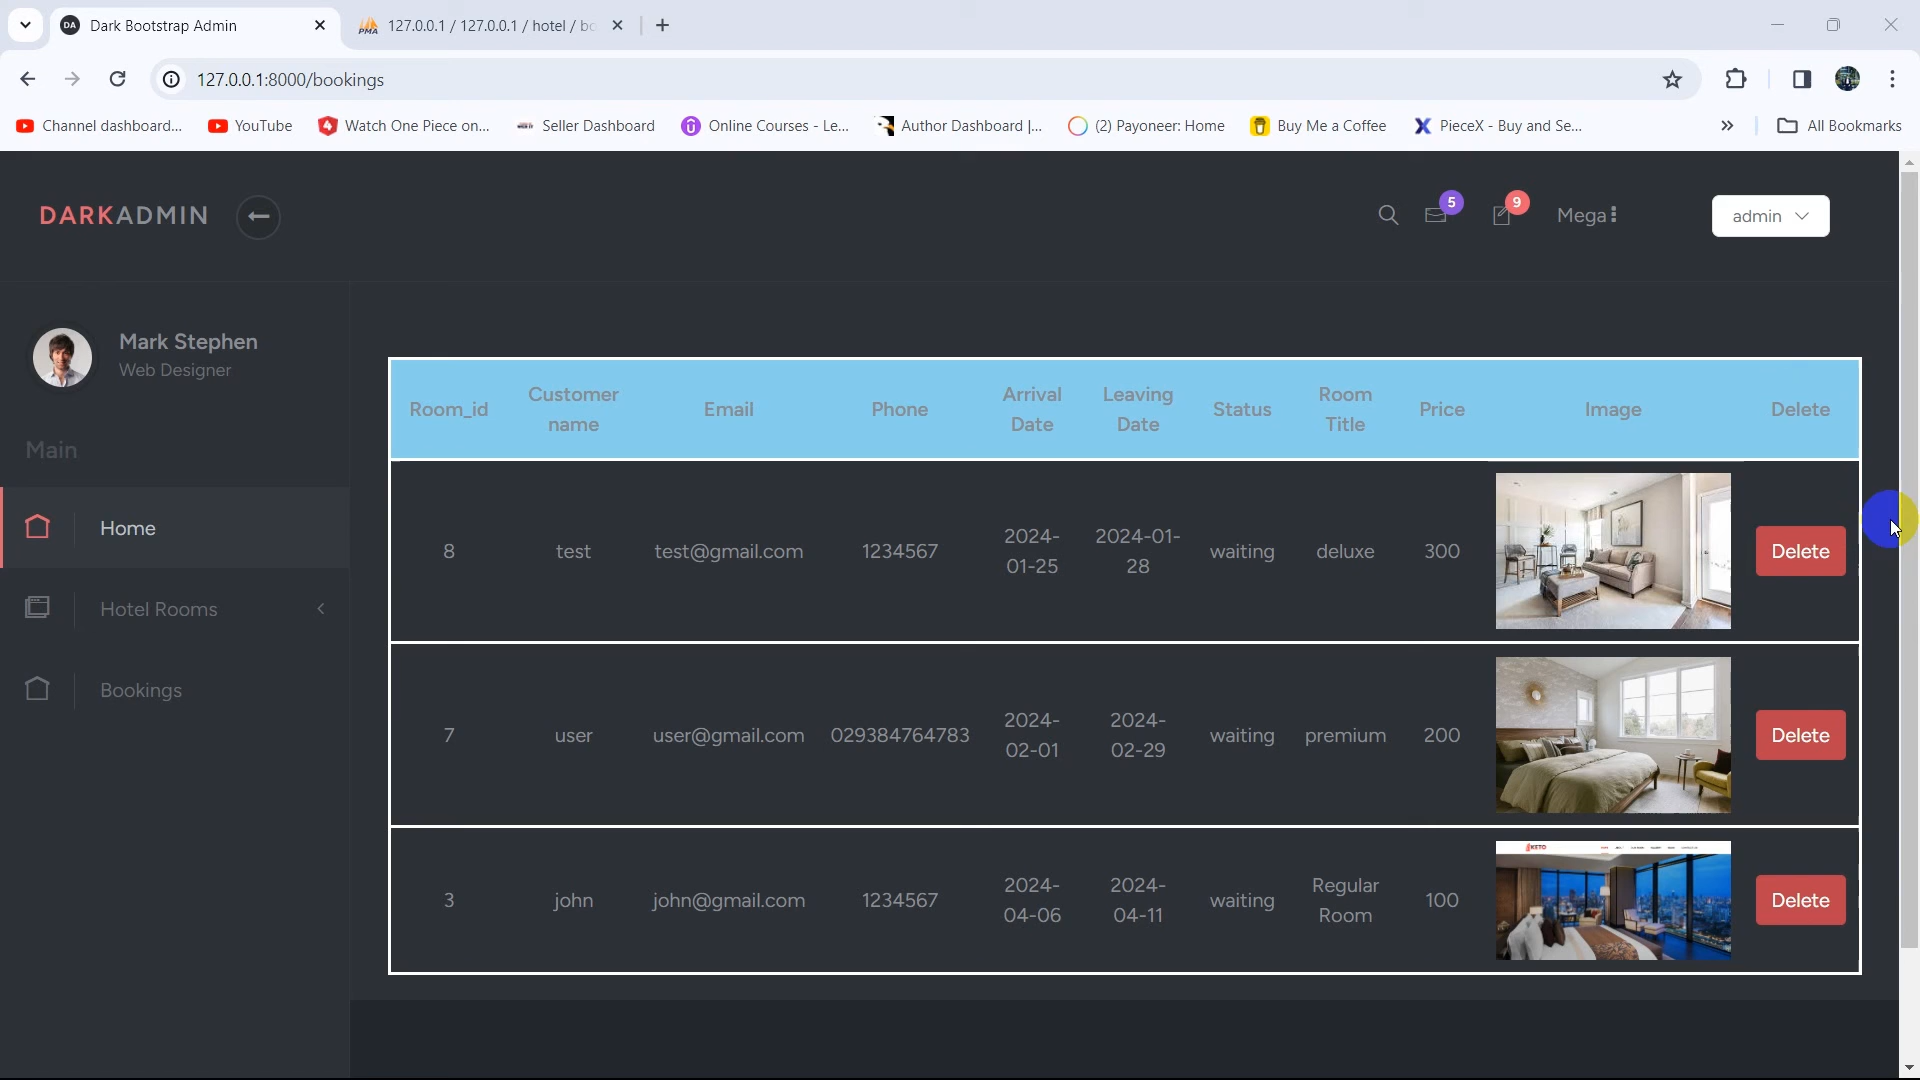 DA Dark Bootstrap Admin
PMA 127.0.0.1 / 127.0.0.1 / hotel / bo
127.0.0.1:8000/bookings
Channel dashboard... YouTube Watch One Piece on... Seller Dashboard Online Courses - Le... Author Dashboard |... (2) Payoneer: Home Buy Me a Coffee PieceX - Buy and Se... » All Bookmarks
DARKADMIN
5 9 Mega admin
Mark Stephen
Web Designer
Main
Home
Hotel Rooms
Bookings
Room_id Customer name Email Phone Arrival Date Leaving Date Status Room Title Price Image Delete
8 test test@gmail.com 1234567 2024-01-25 2024-01-28 waiting deluxe 300 Delete
7 user user@gmail.com 029384764783 2024-02-01 2024-02-29 waiting premium 200 Delete
3 john john@gmail.com 1234567 2024-04-06 2024-04-11 waiting Regular Room 100 KETO Delete